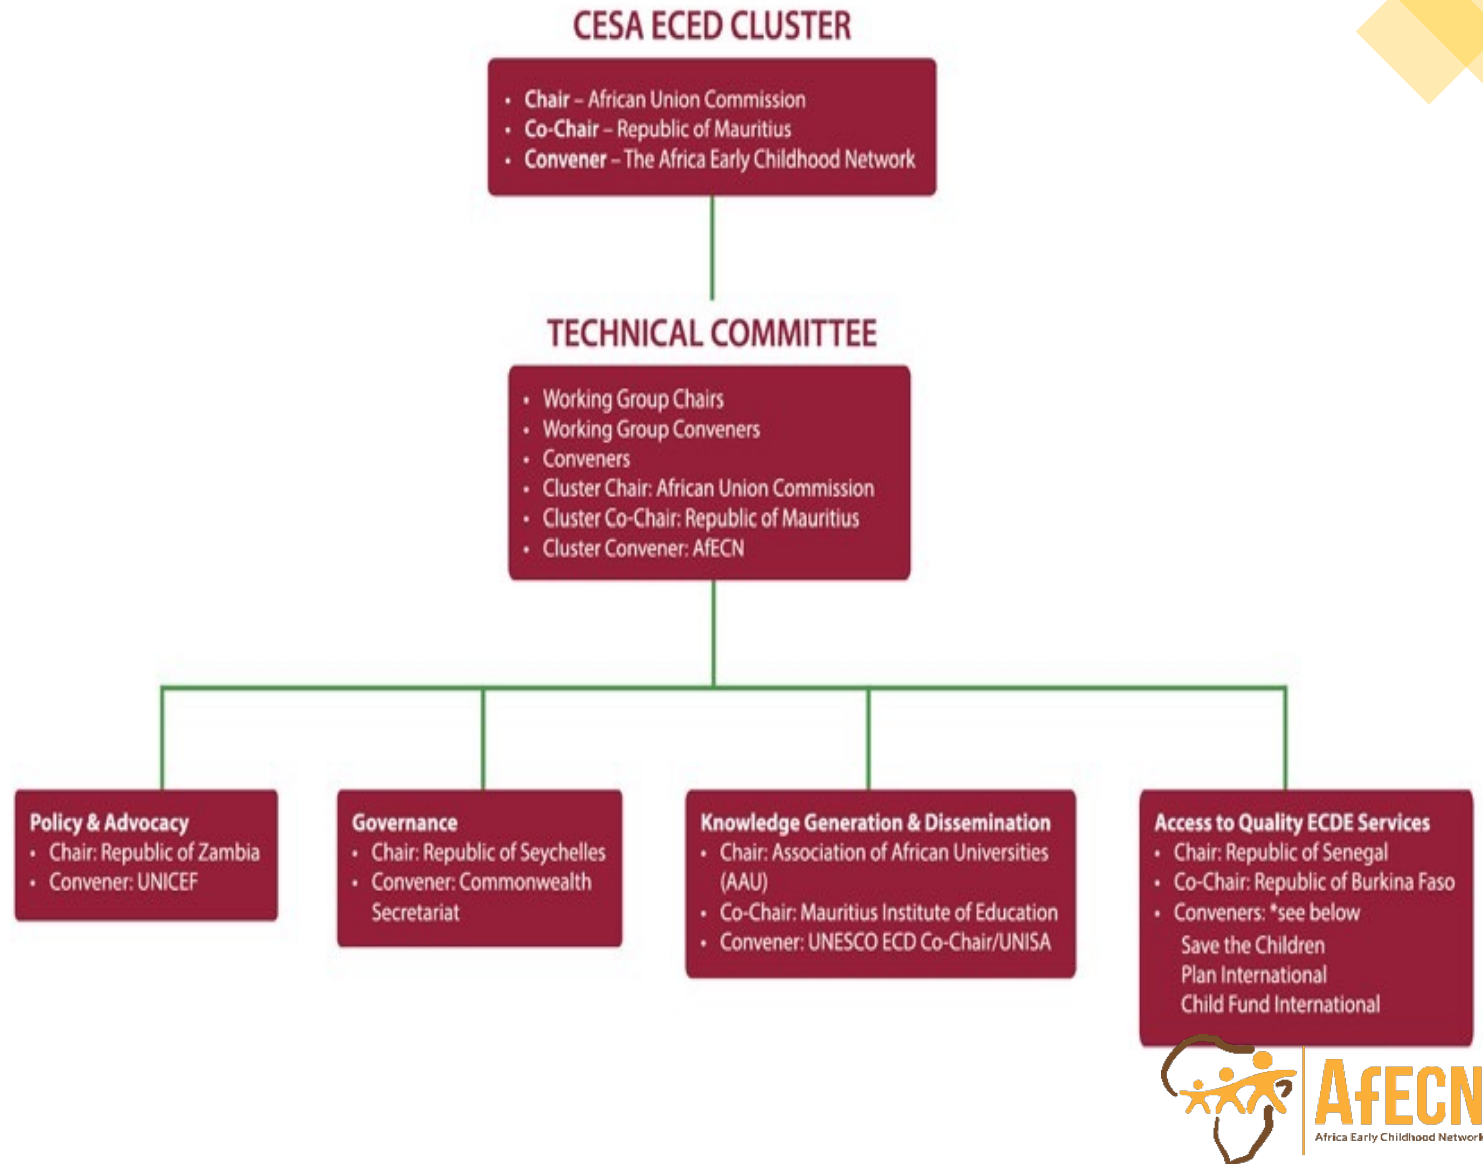 CESA ECED CLUSTER
• Chair – African Union Commission
• Co-Chair – Republic of Mauritius
• Convener – The Africa Early Childhood Network
TECHNICAL COMMITTEE
• Working Group Chairs
• Working Group Conveners
• Conveners
• Cluster Chair: African Union Commission
• Cluster Co-Chair: Republic of Mauritius
• Cluster Convener: AfECN
Policy & Advocacy
• Chair: Republic of Zambia
• Convener: UNICEF
Governance
• Chair: Republic of Seychelles
• Convener: Commonwealth
Secretariat
Knowledge Generation & Dissemination
• Chair: Association of African Universities
(AAU)
• Co-Chair: Mauritius Institute of Education
• Convener: UNESCO ECD Co-Chair/UNISA
Access to Quality ECDE Services
• Chair: Republic of Senegal
• Co-Chair: Republic of Burkina Faso
• Conveners: *see below
Save the Children
Plan International
Child Fund International
AfECN
Africa Early Childhood Network